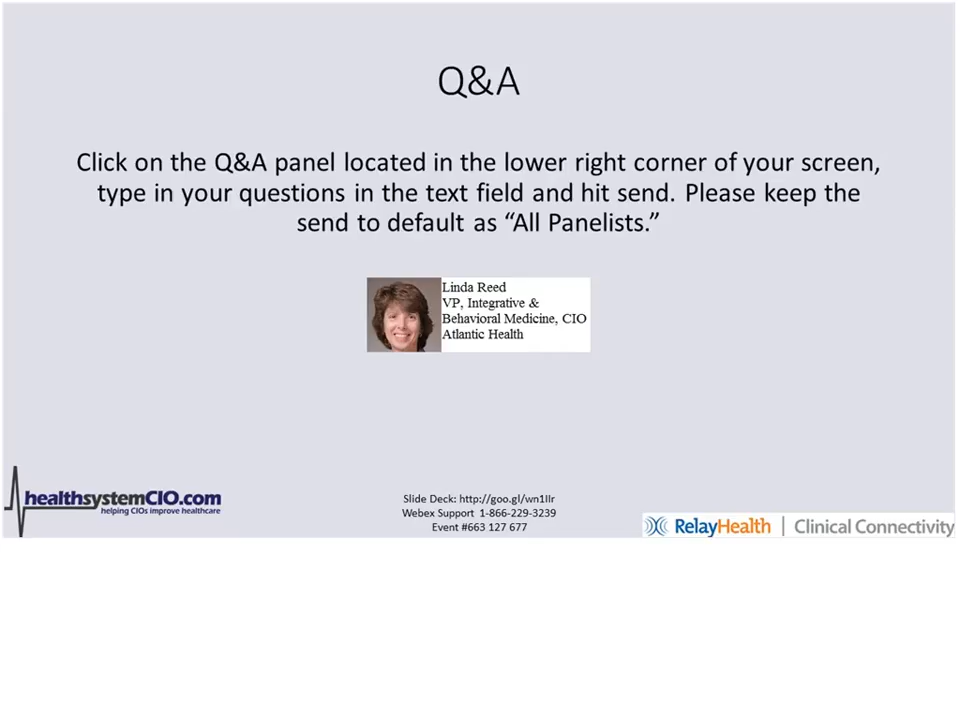 Q&A
Click on the Q&A panel located in the lower right corner of your screen,
type in your questions in the text field and hit send. Please keep the
send to default as “All Panelists.”
Linda Reed
VP, Integrative &
Behavioral Medicine, CIO
Atlantic Health
healthsystemCIO.com
helping CIOs improve healthcare
Slide Deck: http://goo.gl/wn1lIr
Webex Support 1-866-229-3239
Event #663 127 677
RelayHealth | Clinical Connectivity